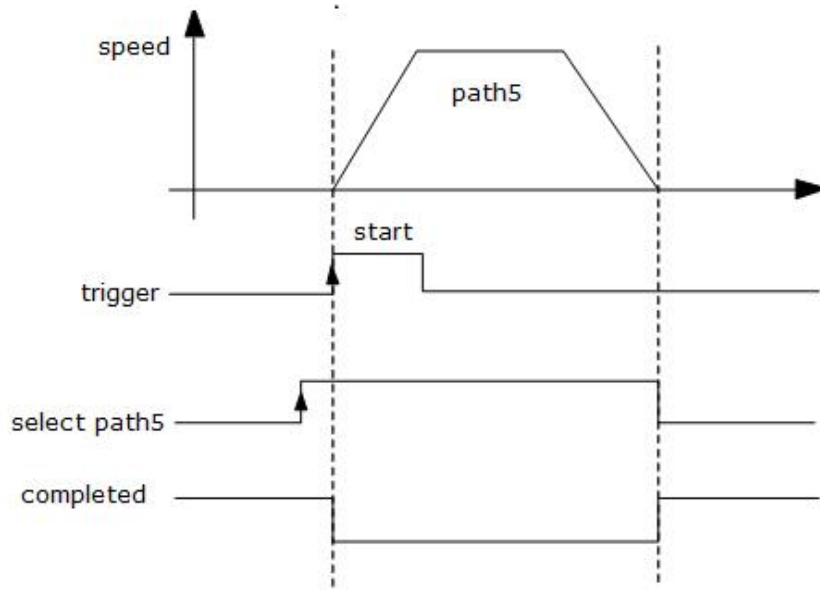 speed
path5
start
trigger
select path5
completed